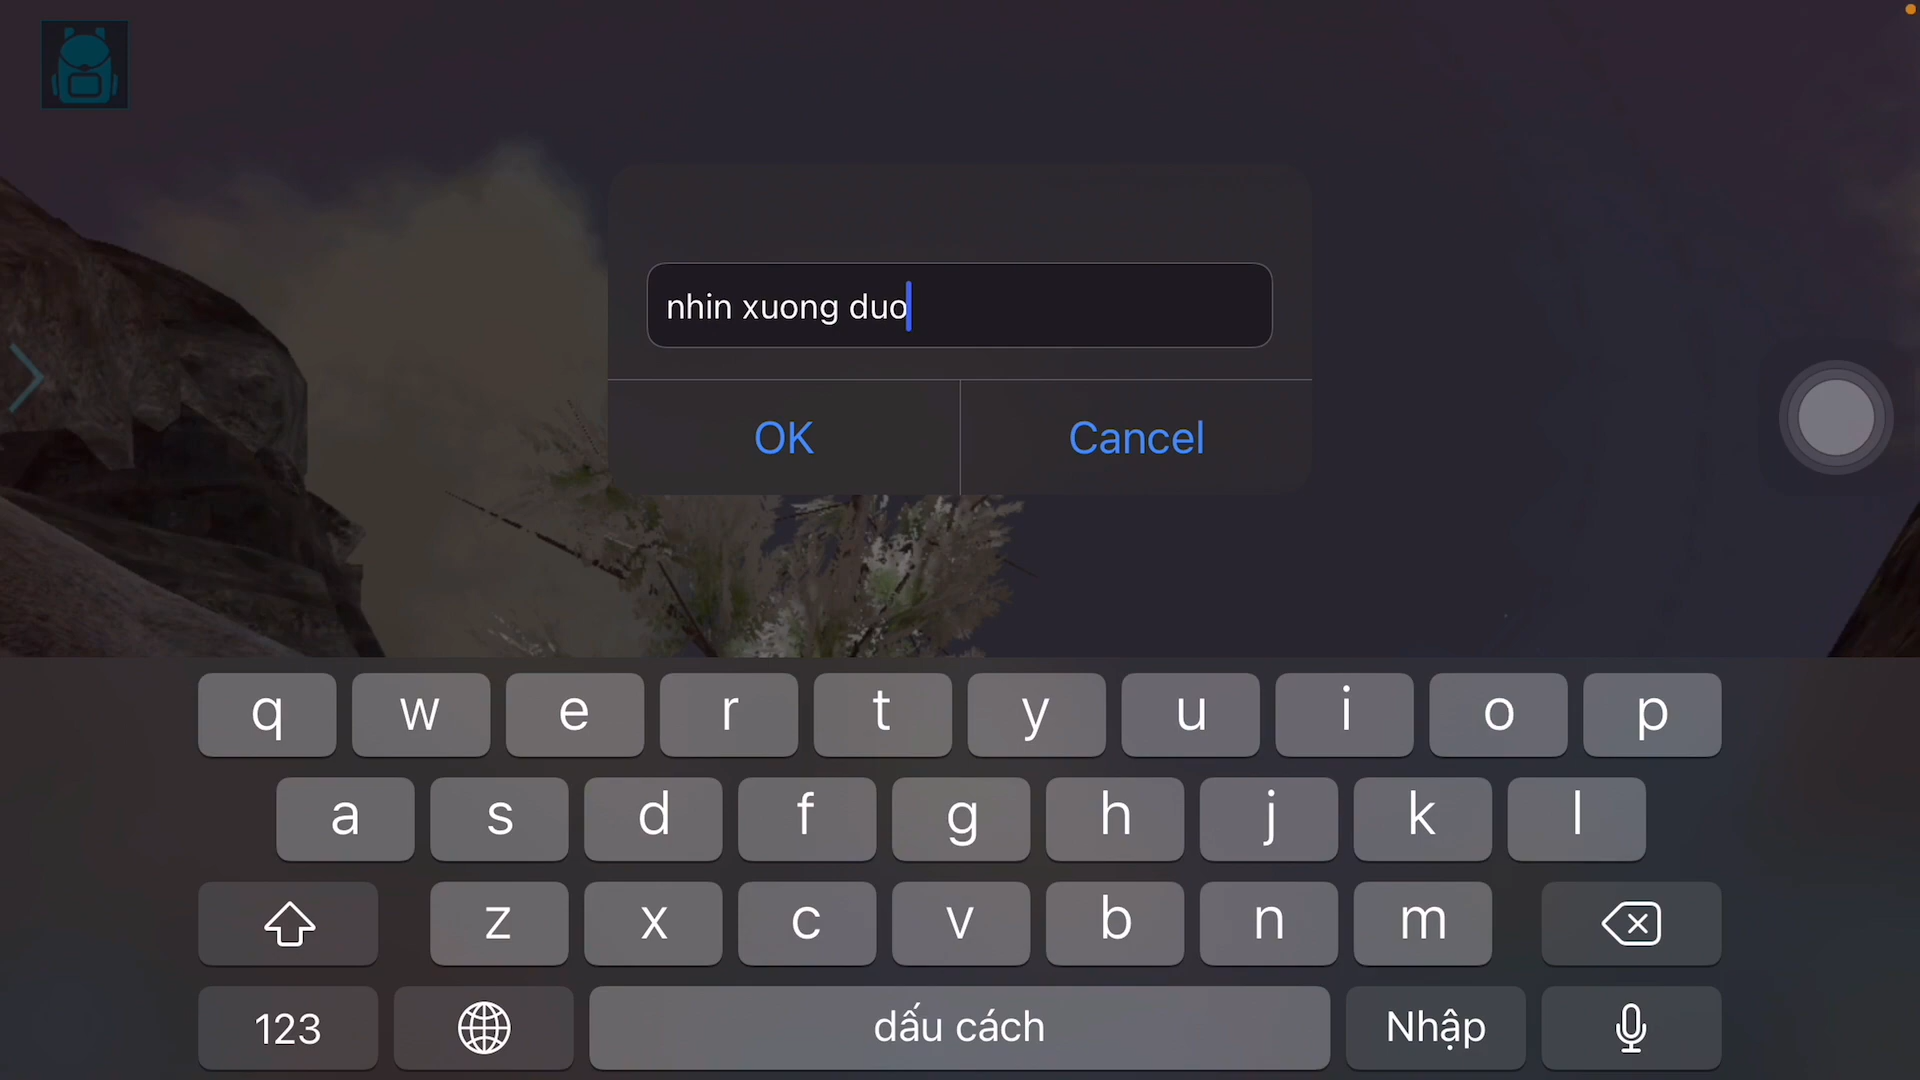 nhin xuong duo
OK Cancel
q w e r t y u i o p
a s d f g h j k l
z x c v b n m
123 dấu cách Nhập